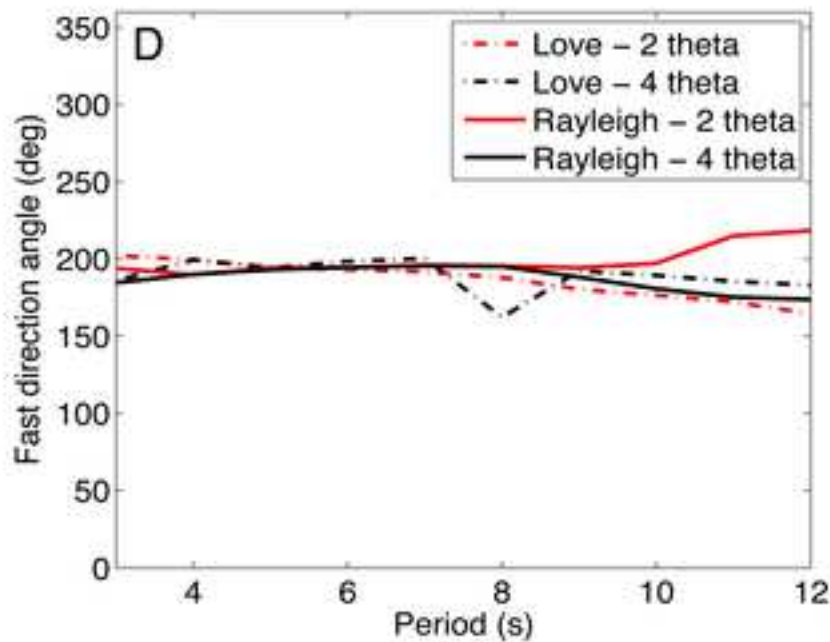 D
Love – 2 theta
Love – 4 theta
Rayleigh – 2 theta
Rayleigh – 4 theta
Fast direction angle (deg)
350
300
250
200
150
100
50
0
4 6 8 10 12
Period (s)